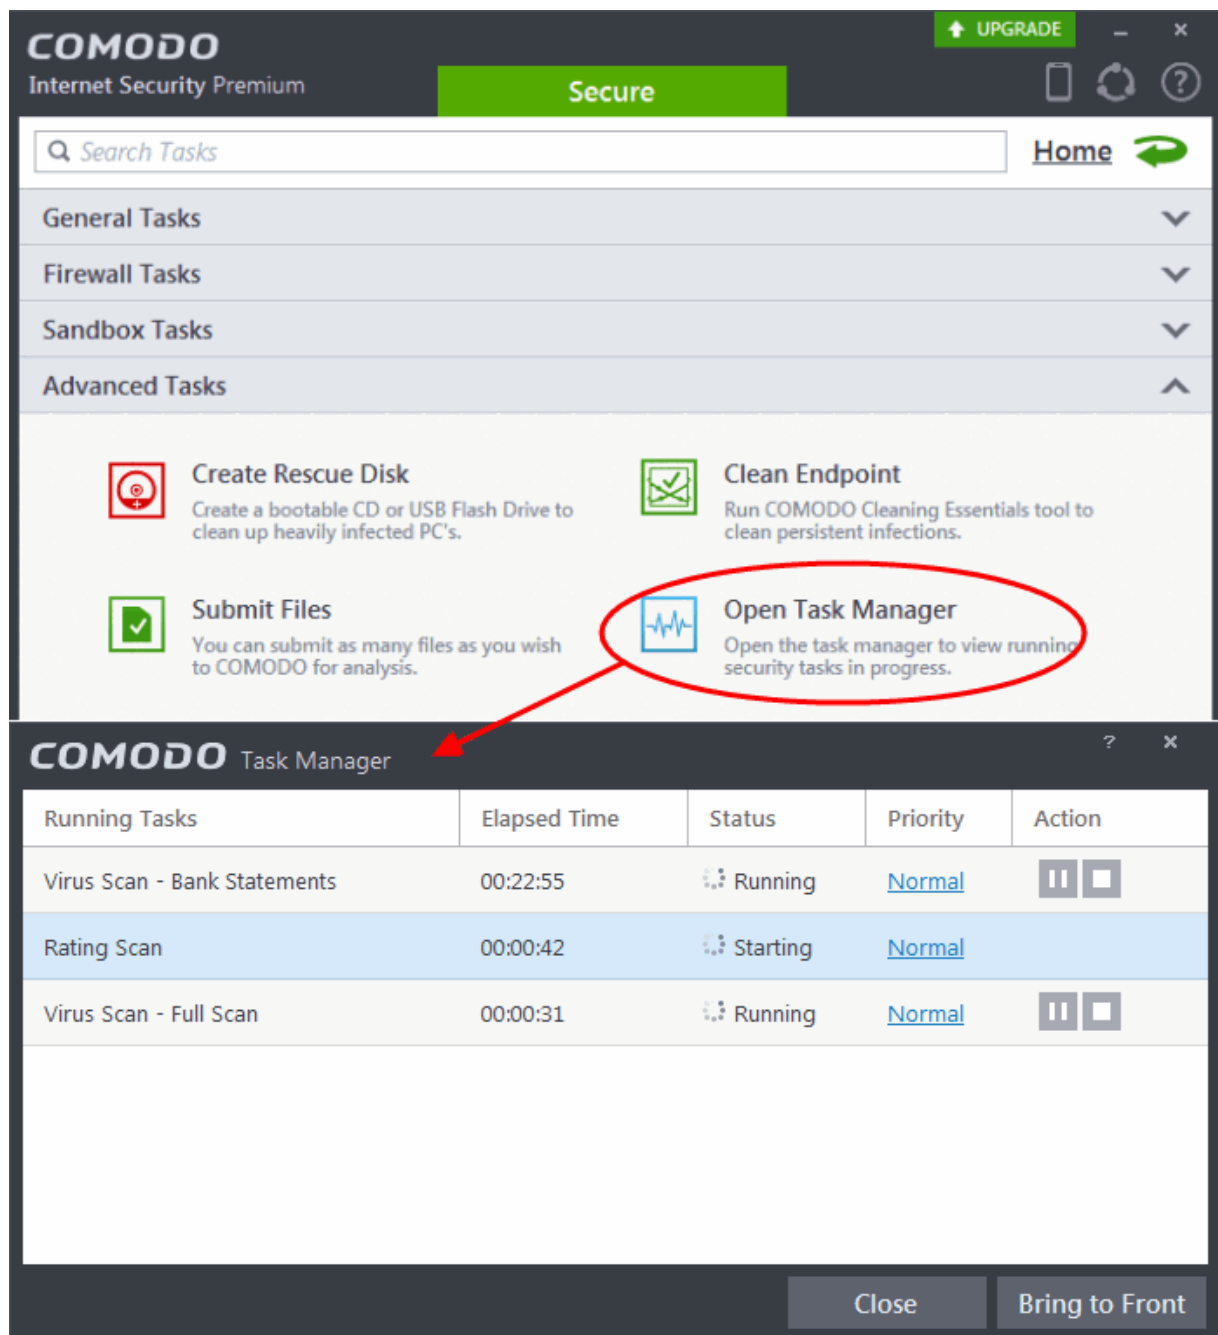 COMODO
UPGRADE
Internet Security Premium
Secure
Search Tasks
Home
General Tasks
Firewall Tasks
Sandbox Tasks
Advanced Tasks
Create Rescue Disk
Create a bootable CD or USB Flash Drive to
clean up heavily infected PC's.
Clean Endpoint
Run COMODO Cleaning Essentials tool to
clean persistent infections.
Submit Files
You can submit as many files as you wish
to COMODO for analysis.
Open Task Manager
Open the task manager to view running
security tasks in progress.
COMODO Task Manager
Running Tasks Elapsed Time Status Priority Action
Virus Scan - Bank Statements 00:22:55 Running Normal
Rating Scan 00:00:42 Starting Normal
Virus Scan - Full Scan 00:00:31 Running Normal
Close Bring to Front